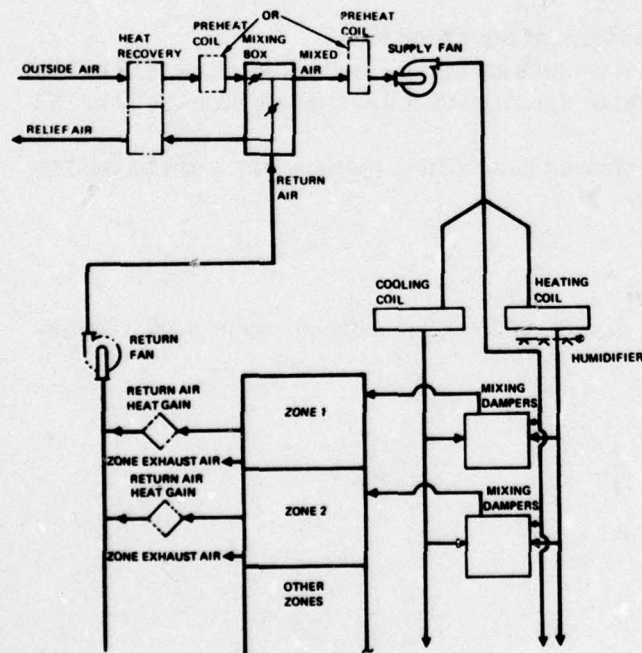 OR
HEAT
RECOVERY
PREHEAT
COIL
MIXING
BOX
PREHEAT
COIL
SUPPLY FAN
OUTSIDE AIR
MIXED
AIR
RELIEF AIR
RETURN
AIR
COOLING
COIL
HEATING
COIL
RETURN
FAN
HUMIDIFIER
RETURN AIR
HEAT GAIN
ZONE 1
MIXING
DAMPERS
ZONE EXHAUST AIR
RETURN AIR
HEAT GAIN
ZONE 2
MIXING
DAMPERS
ZONE EXHAUST AIR
OTHER
ZONES